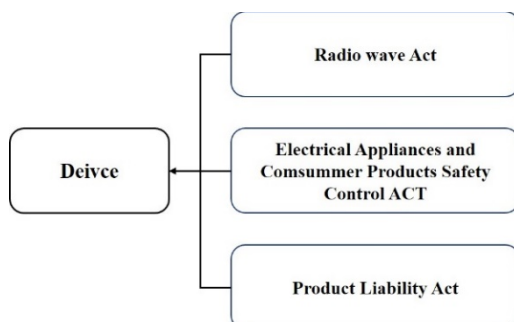 Radio wave Act
Deivce
Electrical Appliances and
Comsummer Products Safety
Control ACT
Product Liability Act